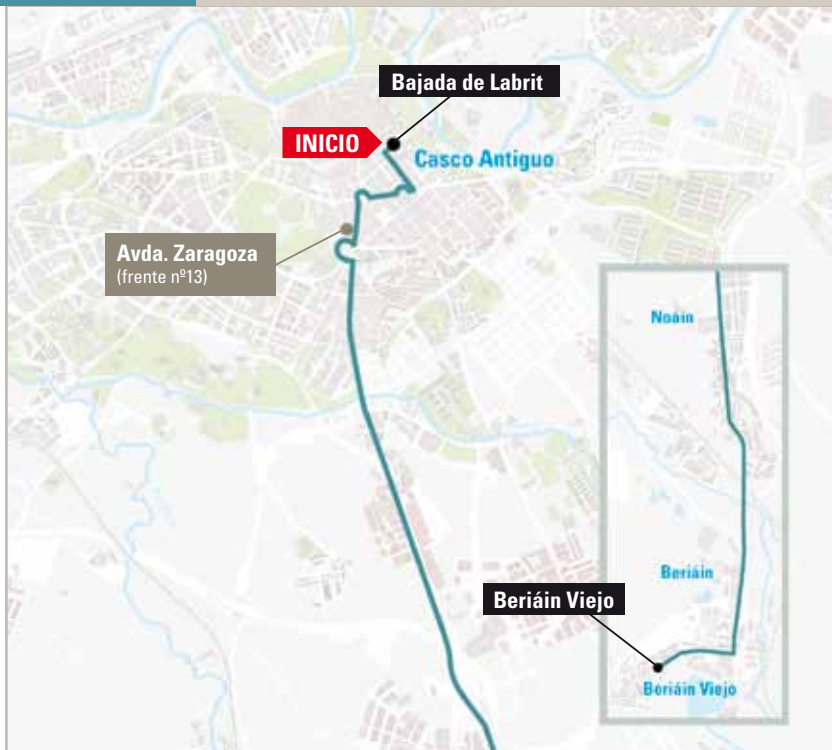 Bajada de Labrit
INICIO
Casco Antiguo
Avda. Zaragoza
(frente nº13)
Noáin
Beriáin
Beriáin Viejo
Beriáin Viejo